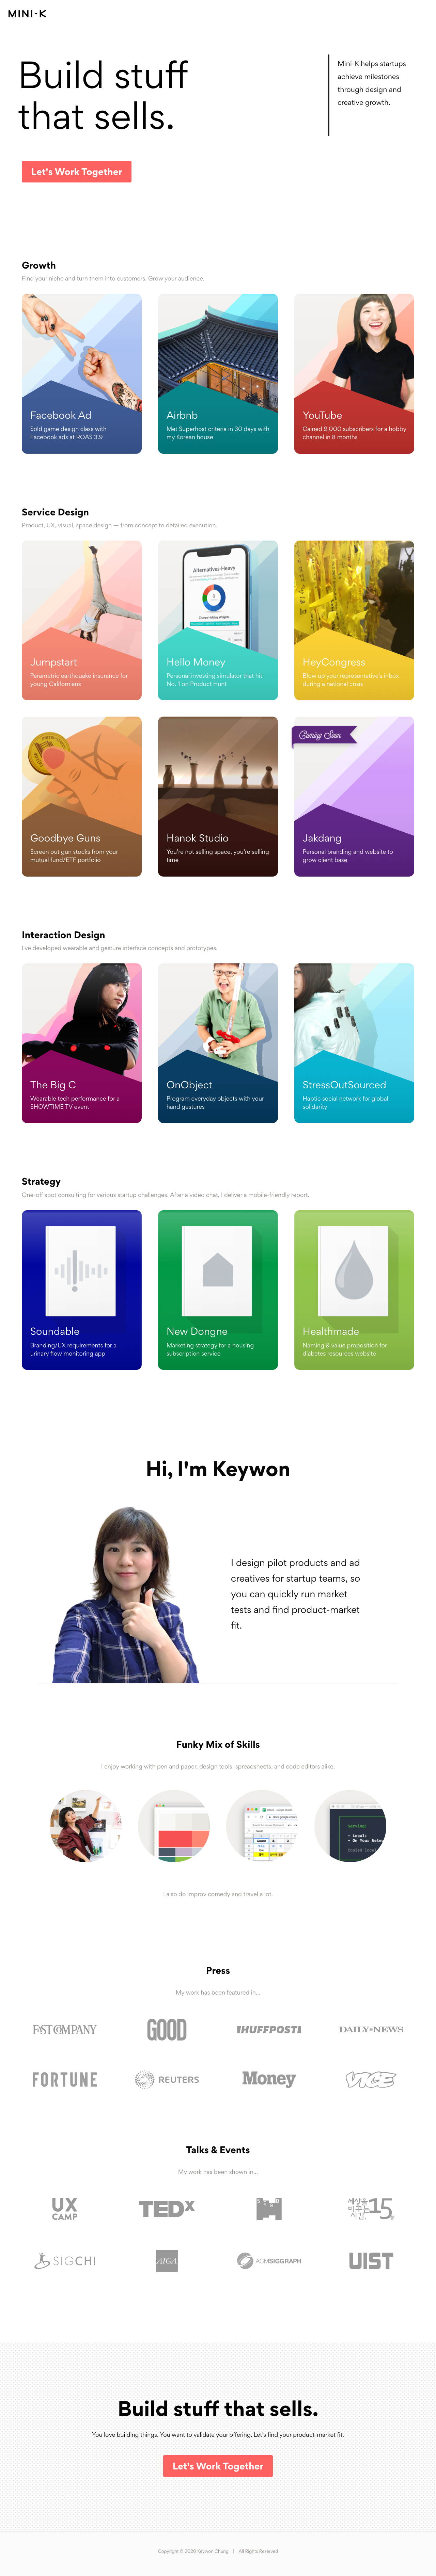 MINI-K
Build stuff
that sells.
Mini-K helps startups
achieve milestones
through design and
creative growth.
Let's Work Together
Growth
Find your niche and turn them into customers. Grow your audience.
Facebook Ad
Sold game design class with
Facebook ads at ROAS 3.9
Airbnb
Met Superhost criteria in 30 days with
my Korean house
YouTube
Gained 9,000 subscribers for a hobby
channel in 8 months
Service Design
Product, UX, visual, space design — from concept to detailed execution.
Jumpstart
Parametric earthquake insurance for
young Californians
Alternatives-Heavy
Hello Money
Personal investing simulator that hit
No. 1 on Product Hunt
HeyCongress
Blow up your representative's inbox
during a national crisis
Goodbye Guns
Screen out gun stocks from your
mutual fund/ETF portfolio
Hanok Studio
You're not selling space, you're selling
time
Coming Soon
Jakdang
Personal branding and website to
grow client base
Interaction Design
I've developed wearable and gesture interface concepts and prototypes.
The Big C
Wearable tech performance for a
SHOWTIME TV event
OnObject
Program everyday objects with your
hand gestures
StressOutSourced
Haptic social network for global
solidarity
Strategy
One-off spot consulting for various startup challenges. After a video chat, I deliver a mobile-friendly report.
Soundable
Branding/UX requirements for a
urinary flow monitoring app
New Dongne
Marketing strategy for a housing
subscription service
Healthmade
Naming & value proposition for
diabetes resources website
Hi, I'm Keywon
I design pilot products and ad
creatives for startup teams, so
you can quickly run market
tests and find product-market
fit.
Funky Mix of Skills
I enjoy working with pen and paper, design tools, spreadsheets, and code editors alike.
Serving!
I also do improv comedy and travel a lot.
Press
My work has been featured in...
FAST COMPANY
GOOD
HUFFPOST
DAILY NEWS
FORTUNE
REUTERS
Money
VICE
Talks & Events
My work has been shown in...
UX
CAMP
TEDx
세상을
바꾸는
시간, 15분
SIGCHI
AIGA
ACMSIGGRAPH
UIST
Build stuff that sells.
You love building things. You want to validate your offering. Let's find your product-market fit.
Let's Work Together
Copyright © 2020 Keywon Chung | All Rights Reserved